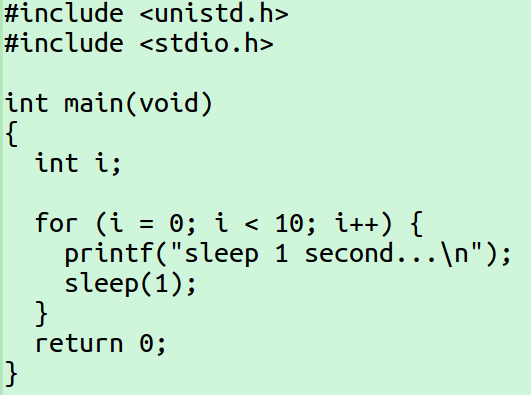 #include <unistd.h>
#include <stdio.h>

int main(void)
{
  int i;

  for (i = 0; i < 10; i++) {
    printf("sleep 1 second...\n");
    sleep(1);
  }
  return 0;
}